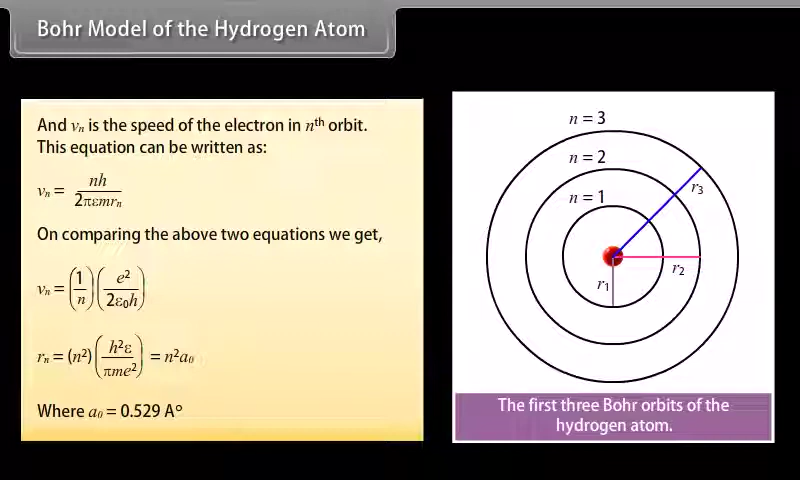 Bohr Model of the Hydrogen Atom
And vₙ is the speed of the electron in nᵗʰ orbit.
This equation can be written as:
vₙ = nh / 2πεmrₙ
On comparing the above two equations we get,
vₙ = (1/n) (e²/2ε₀h)
rₙ = (n²) (h²ε/πme²) = n²a₀
Where a₀ = 0.529 Aº
n = 3
n = 2
n = 1
r₃
r₂
r₁
The first three Bohr orbits of the
hydrogen atom.